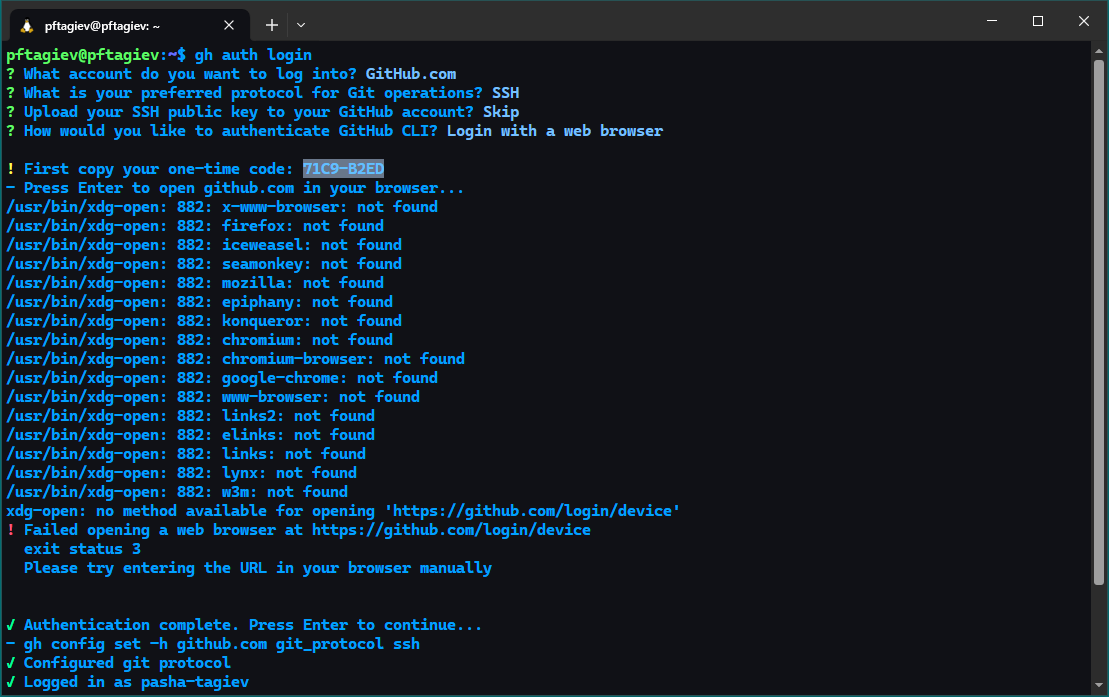 pftagiev@pftagiev: ~
pftagiev@pftagiev:~$ gh auth login
? What account do you want to log into? GitHub.com
? What is your preferred protocol for Git operations? SSH
? Upload your SSH public key to your GitHub account? Skip
? How would you like to authenticate GitHub CLI? Login with a web browser
! First copy your one-time code: 71C9-B2ED
- Press Enter to open github.com in your browser...
/usr/bin/xdg-open: 882: x-www-browser: not found
/usr/bin/xdg-open: 882: firefox: not found
/usr/bin/xdg-open: 882: iceweasel: not found
/usr/bin/xdg-open: 882: seamonkey: not found
/usr/bin/xdg-open: 882: mozilla: not found
/usr/bin/xdg-open: 882: epiphany: not found
/usr/bin/xdg-open: 882: konqueror: not found
/usr/bin/xdg-open: 882: chromium: not found
/usr/bin/xdg-open: 882: chromium-browser: not found
/usr/bin/xdg-open: 882: google-chrome: not found
/usr/bin/xdg-open: 882: www-browser: not found
/usr/bin/xdg-open: 882: links2: not found
/usr/bin/xdg-open: 882: elinks: not found
/usr/bin/xdg-open: 882: links: not found
/usr/bin/xdg-open: 882: lynx: not found
/usr/bin/xdg-open: 882: w3m: not found
xdg-open: no method available for opening 'https://github.com/login/device'
! Failed opening a web browser at https://github.com/login/device
exit status 3
Please try entering the URL in your browser manually
✓ Authentication complete. Press Enter to continue...
- gh config set -h github.com git_protocol ssh
✓ Configured git protocol
✓ Logged in as pasha-tagiev